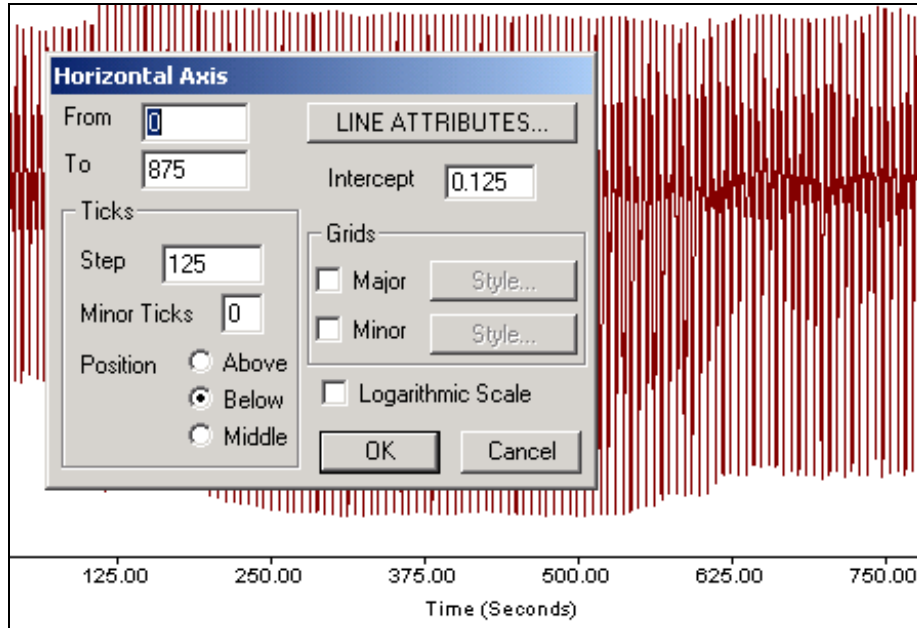 Horizontal Axis
From 0
To 875
LINE ATTRIBUTES...
Intercept 0.125
Ticks
Step 125
Minor Ticks 0
Position Above
Below
Middle
Grids
Major Style...
Minor Style...
Logarithmic Scale
OK Cancel
125.00 250.00 375.00 500.00 625.00 750.00
Time (Seconds)